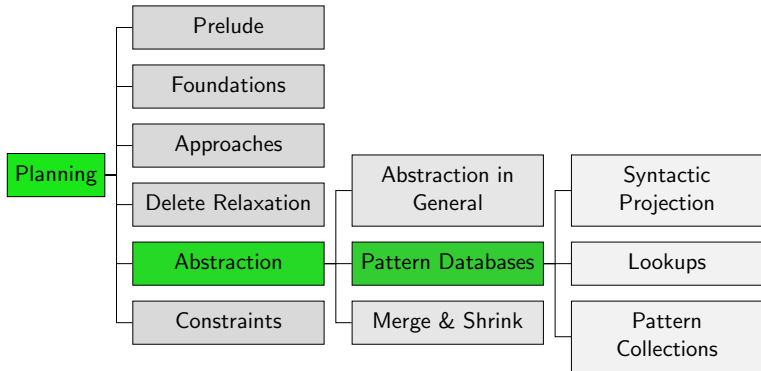 Planning
Prelude
Foundations
Approaches
Delete Relaxation
Abstraction
Constraints
Abstraction in
General
Pattern Databases
Merge & Shrink
Syntactic
Projection
Lookups
Pattern
Collections